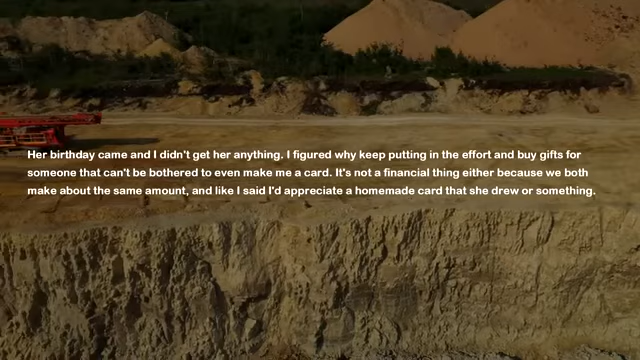 Her birthday came and I didn't get her anything. I figured why keep putting in the effort and buy gifts for
someone that can't be bothered to even make me a card. It's not a financial thing either because we both
make about the same amount, and like I said I'd appreciate a homemade card that she drew or something.